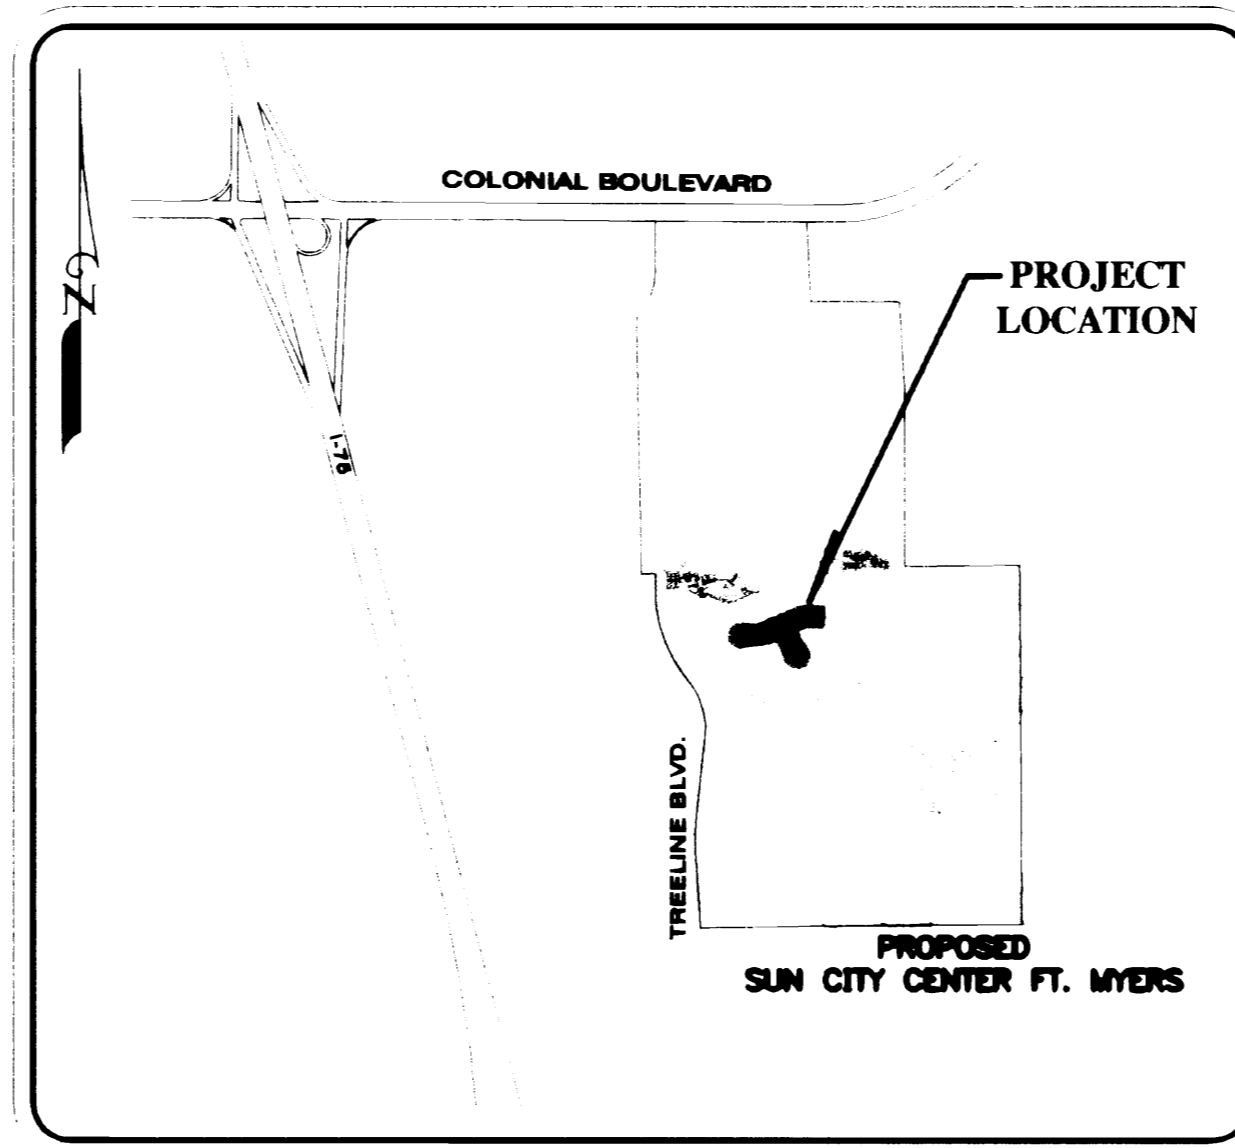 COLONIAL BOULEVARD
N
PROJECT
LOCATION
I-75
TREELINE BLVD.
PROPOSED
SUN CITY CENTER FT. MYERS